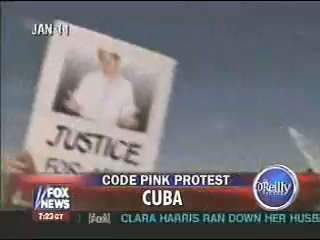 JAN 11
JUSTICE
FOR
CODE PINK PROTEST
CUBA
FOX
NEWS
7:23 CT
O'Reilly
CLARA HARRIS RAN DOWN HER HUSB